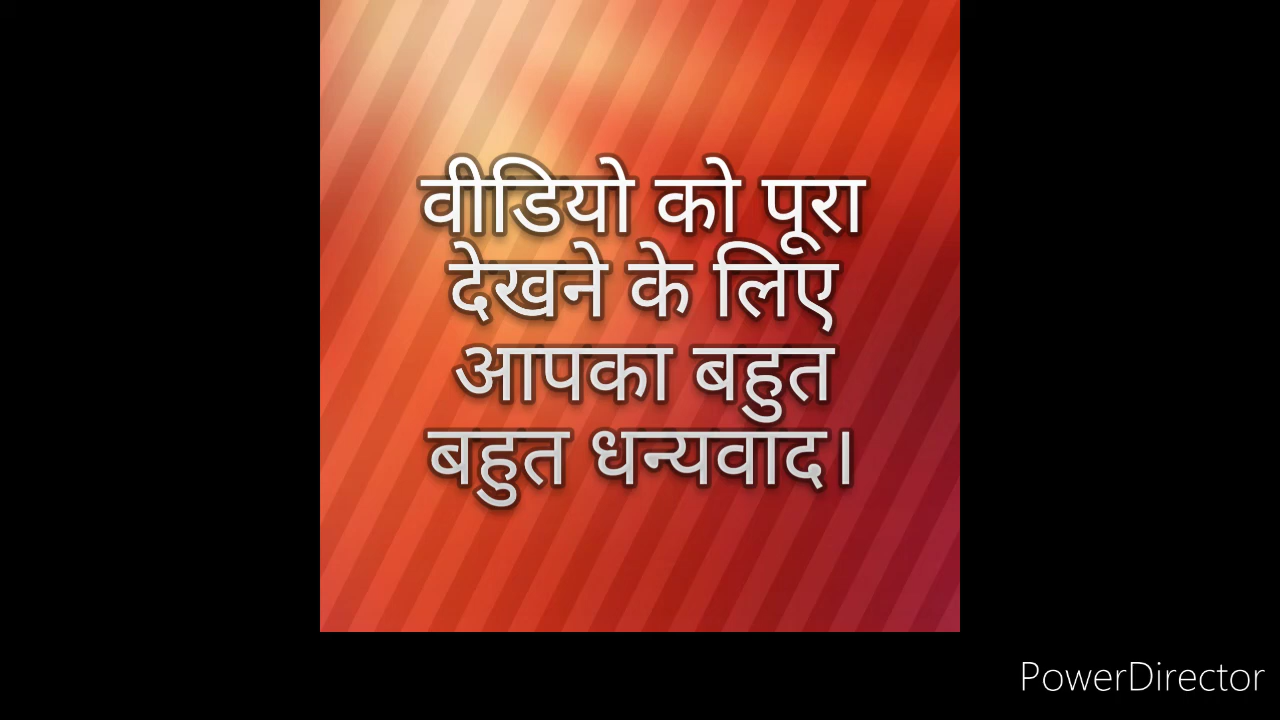 वीडियो को पूरा
देखने के लिए
आपका बहुत
बहुत धन्यवाद।
PowerDirector